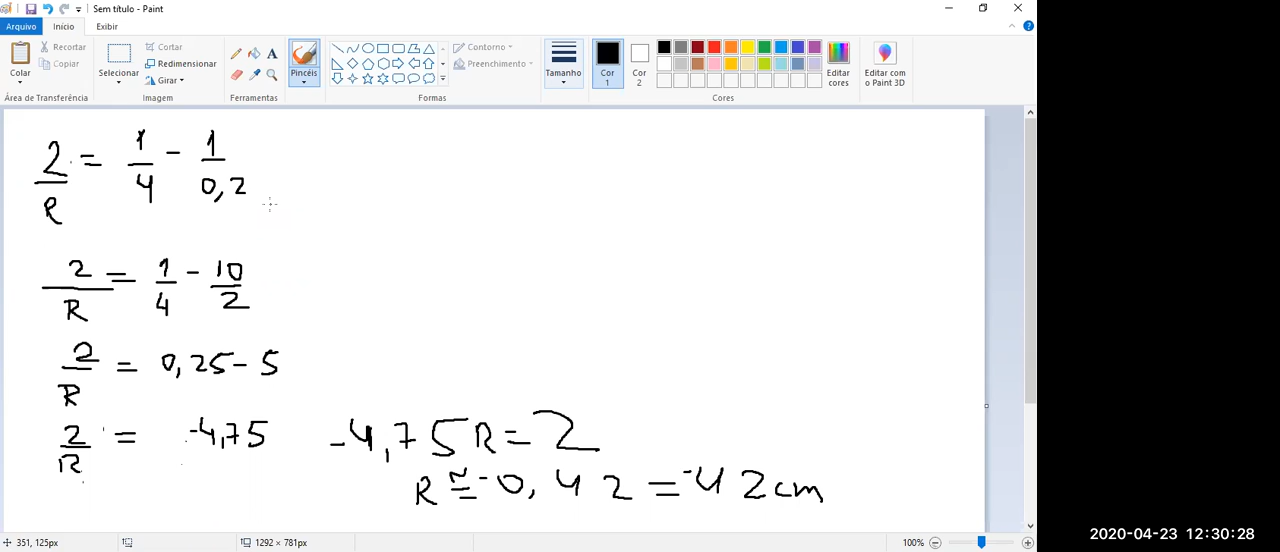 Sem título - Paint
Arquivo Início Exibir
Colar
Recortar
Copiar
Área de Transferência
Selecionar
Cortar
Redimensionar
Girar
Imagem
A
Ferramentas
Pincéis
Contorno
Preenchimento
Formas
Tamanho
Cor 1
Cor 2
Editar cores
Editar com o Paint 3D
Cores
2/R = 1/4 - 1/0,2
2/R = 1/4 - 10/2
2/R = 0,25 - 5
2/R = -4,75 -4,75R = 2
R ≅ -0,42 = -42cm
351, 125px 1292 × 781px 100%
2020-04-23 12:30:28